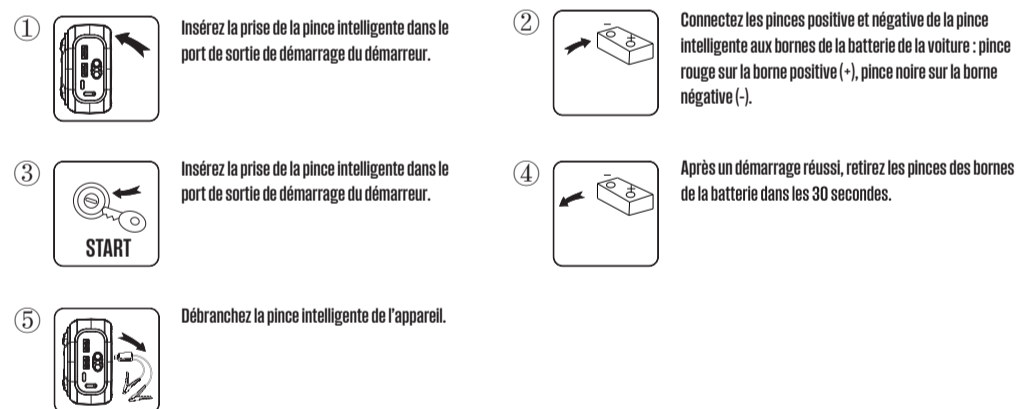 ①
Insérez la prise de la pince intelligente dans le
port de sortie de démarrage du démarreur.
②
- +
Connectez les pinces positive et négative de la pince
intelligente aux bornes de la batterie de la voiture : pince
rouge sur la borne positive (+), pince noire sur la borne
négative (-).
③
START
Insérez la prise de la pince intelligente dans le
port de sortie de démarrage du démarreur.
④
- +
Après un démarrage réussi, retirez les pinces des bornes
de la batterie dans les 30 secondes.
⑤
Débranchez la pince intelligente de l'appareil.